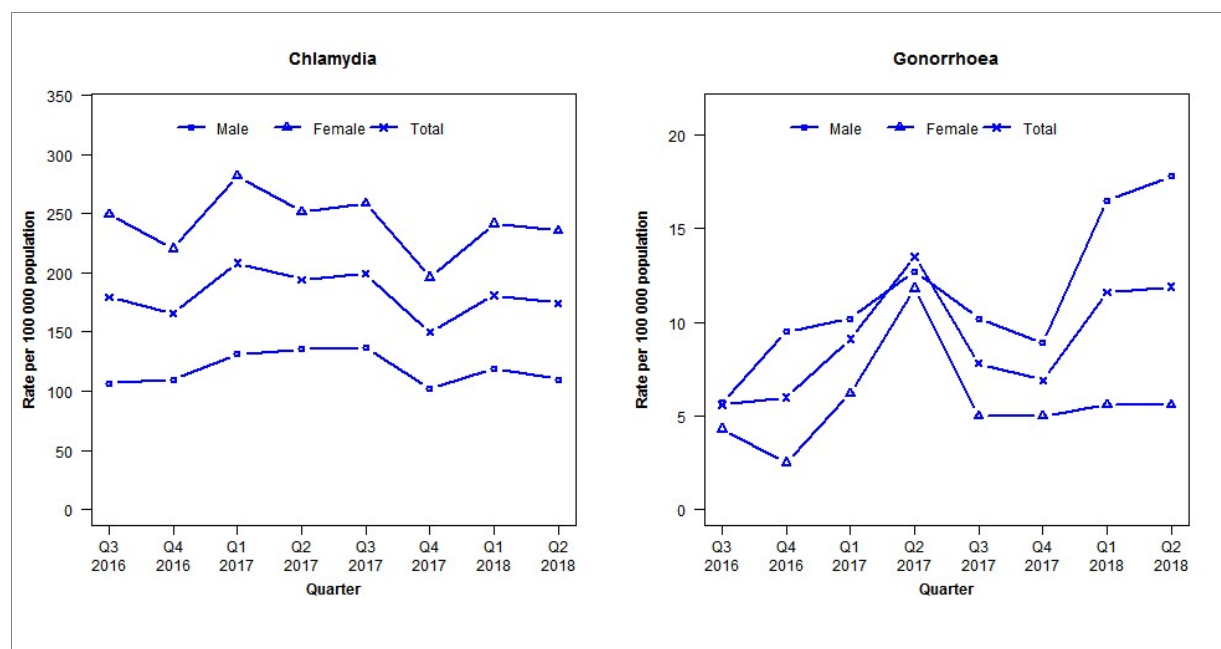 Chlamydia
Rate per 100 000 population
350
300
250
200
150
100
50
0
Male Female Total
Q3 Q4 Q1 Q2 Q3 Q4 Q1 Q2
2016 2016 2017 2017 2017 2017 2018 2018
Quarter
Gonorrhoea
Rate per 100 000 population
20
15
10
5
0
Male Female Total
Q3 Q4 Q1 Q2 Q3 Q4 Q1 Q2
2016 2016 2017 2017 2017 2017 2018 2018
Quarter